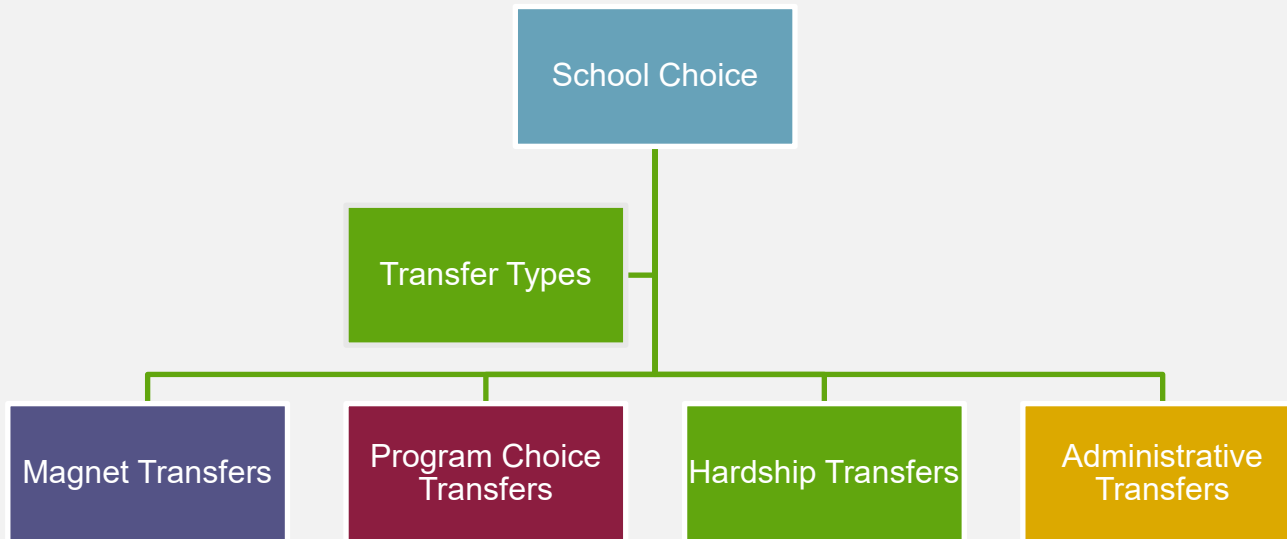 School Choice
Transfer Types
Magnet Transfers
Program Choice
Transfers
Hardship Transfers
Administrative
Transfers